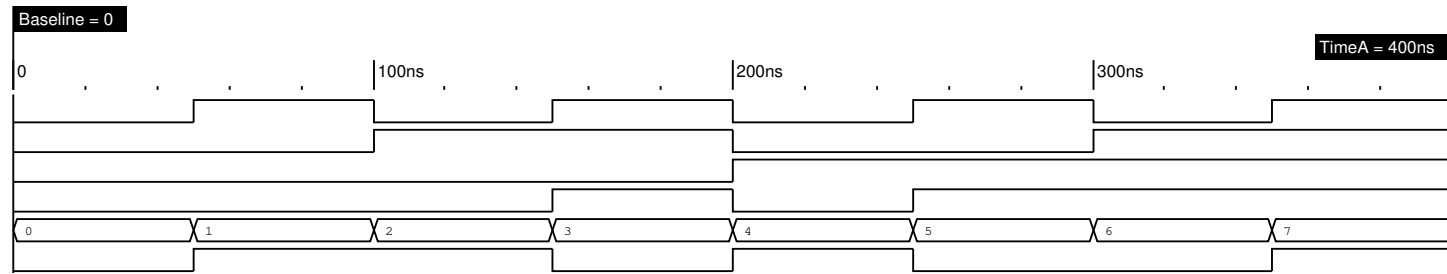 Baseline = 0
TimeA = 400ns
0 100ns 200ns 300ns
0 1 2 3 4 5 6 7